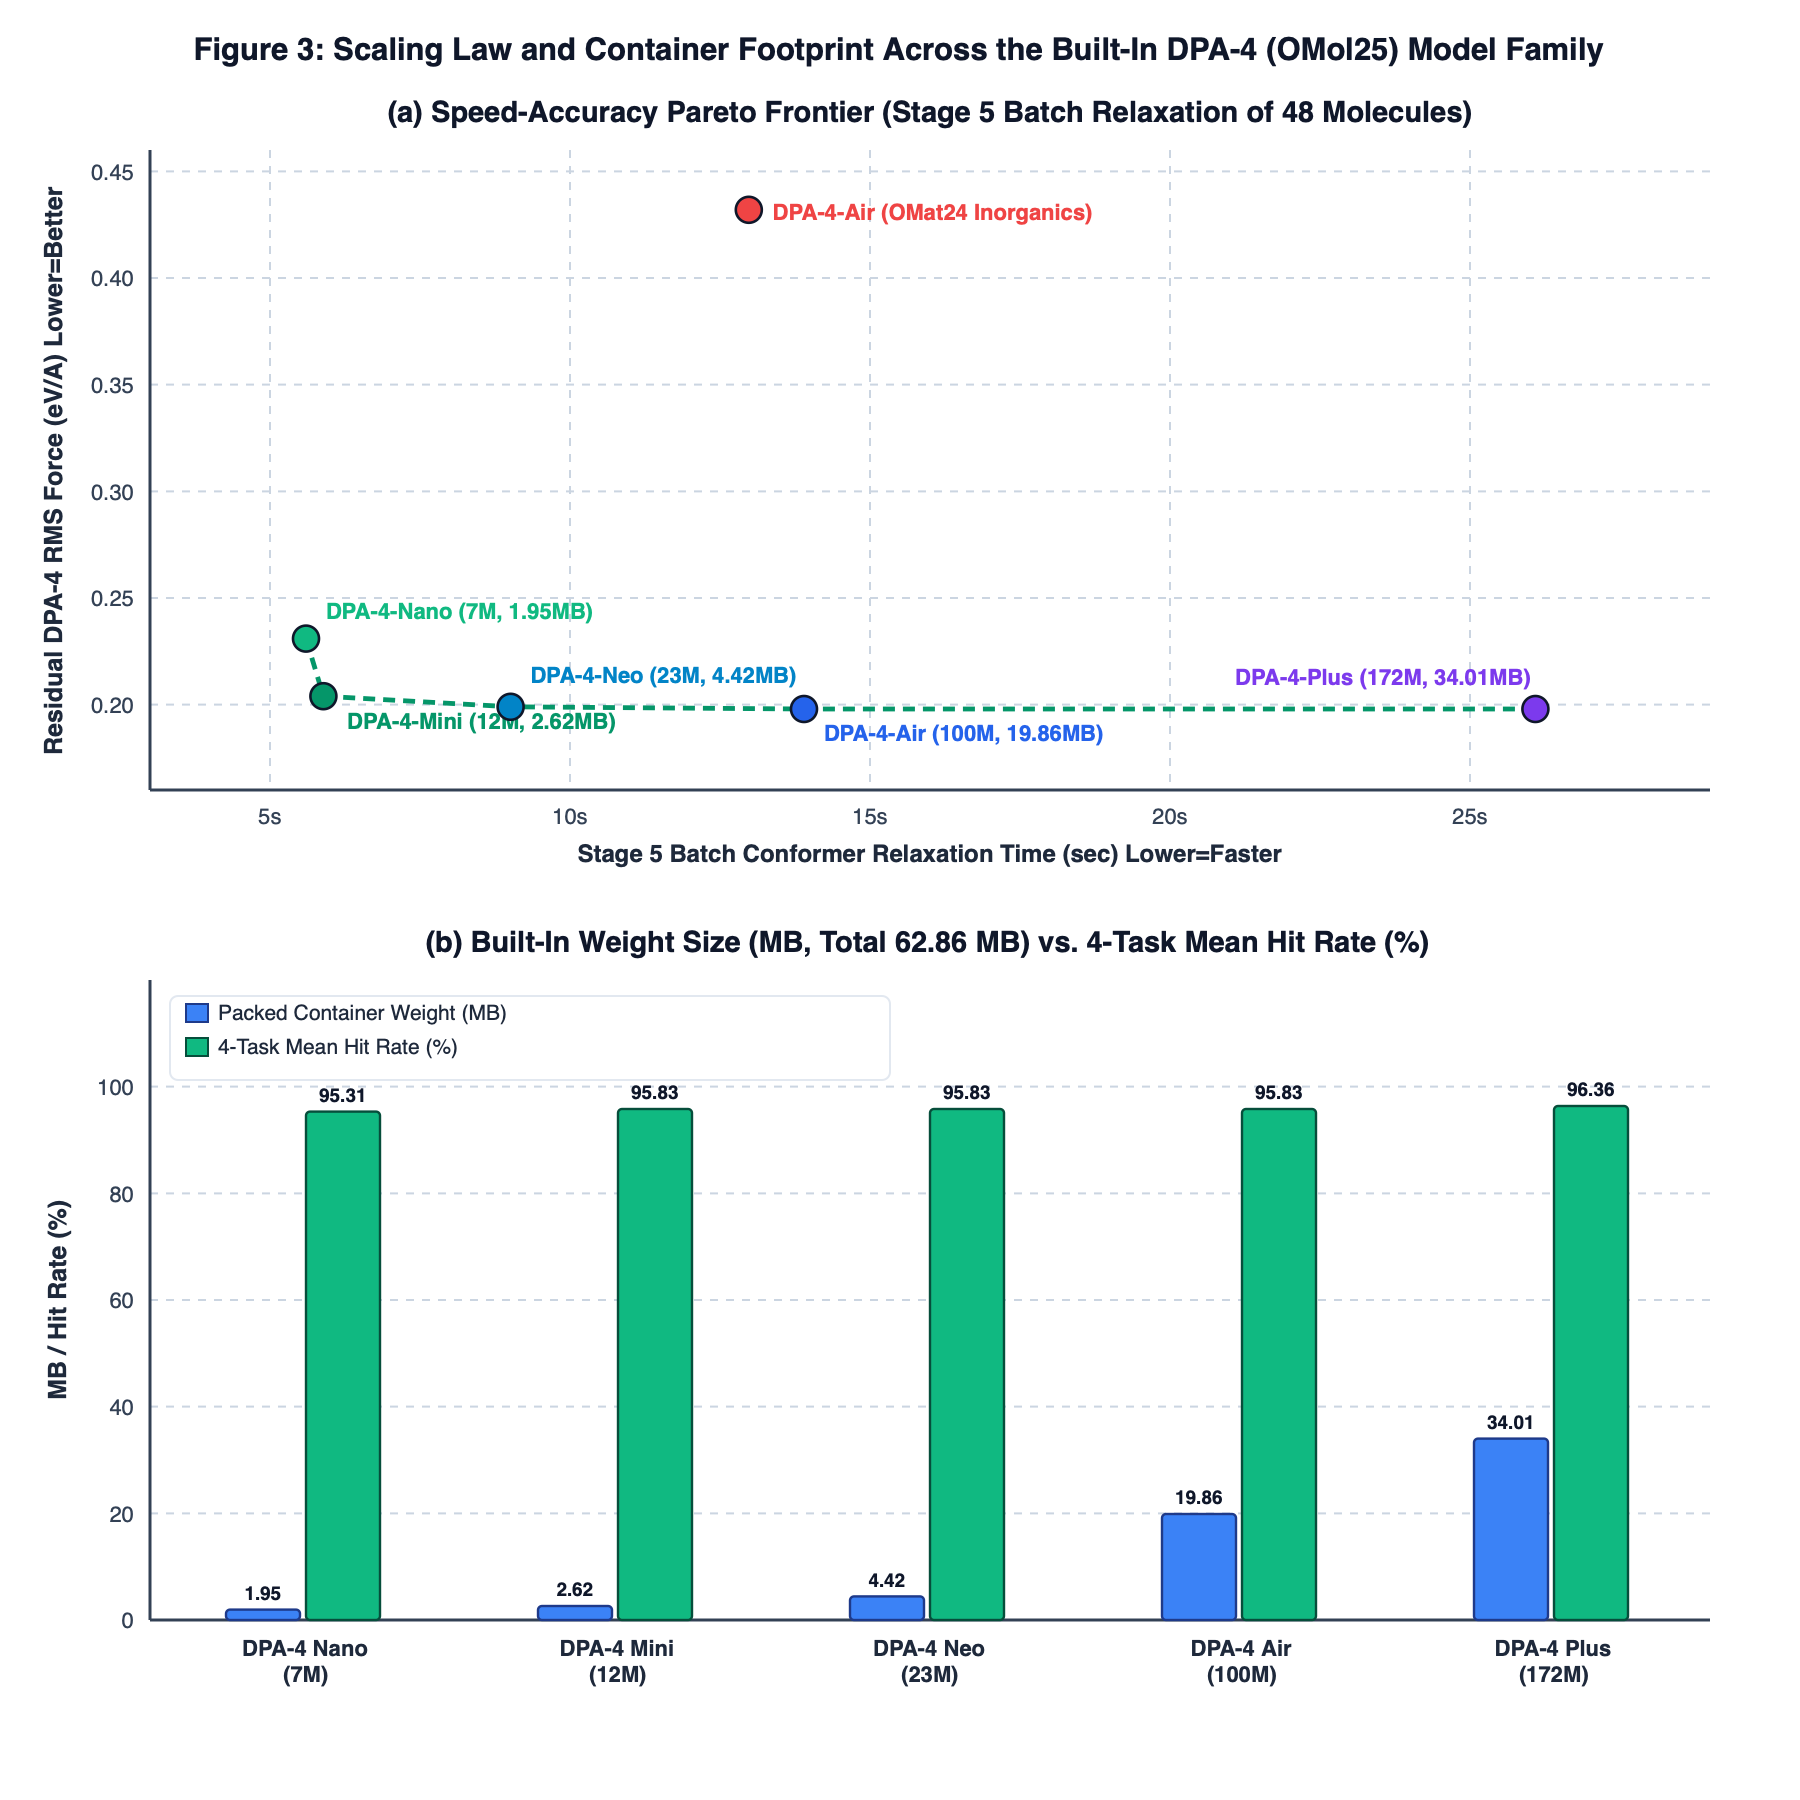 Figure 3: Scaling Law and Container Footprint Across the Built-In DPA-4 (OMol25) Model Family
(a) Speed-Accuracy Pareto Frontier (Stage 5 Batch Relaxation of 48 Molecules)
Residual DPA-4 RMS Force (eV/A) Lower=Better
0.45
0.40
0.35
0.30
0.25
0.20
DPA-4-Air (OMat24 Inorganics)
DPA-4-Nano (7M, 1.95MB)
DPA-4-Neo (23M, 4.42MB)
DPA-4-Plus (172M, 34.01MB)
DPA-4-Mini (12M, 2.62MB)
DPA-4-Air (100M, 19.86MB)
5s
10s
15s
20s
25s
Stage 5 Batch Conformer Relaxation Time (sec) Lower=Faster
(b) Built-In Weight Size (MB, Total 62.86 MB) vs. 4-Task Mean Hit Rate (%)
Packed Container Weight (MB)
4-Task Mean Hit Rate (%)
MB / Hit Rate (%)
100
80
60
40
20
0
1.95
95.31
2.62
95.83
4.42
95.83
19.86
95.83
34.01
96.36
DPA-4 Nano
(7M)
DPA-4 Mini
(12M)
DPA-4 Neo
(23M)
DPA-4 Air
(100M)
DPA-4 Plus
(172M)